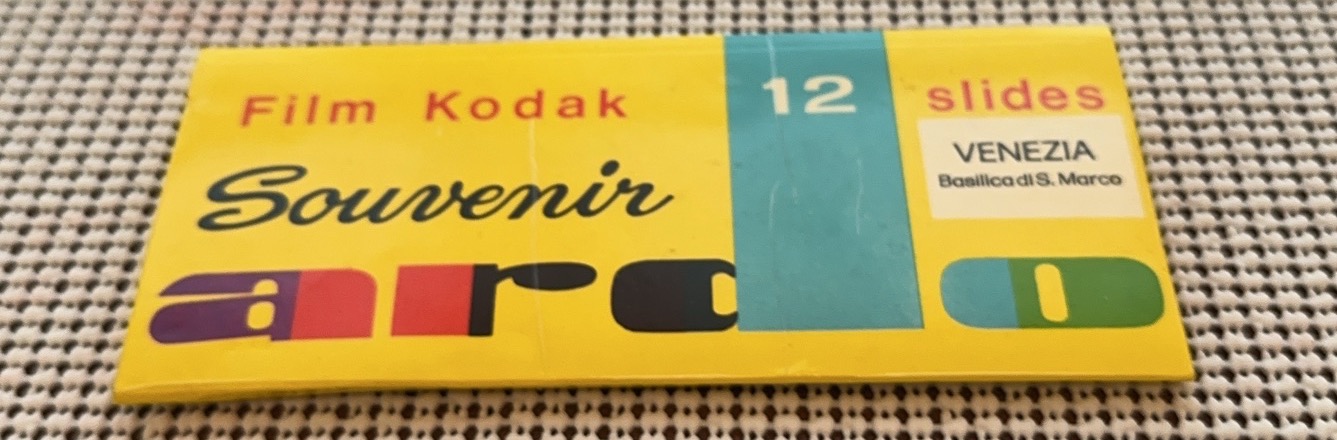 Film Kodak 12 slides
Souvenir
VENEZIA
Basilica di S. Marco
ardo